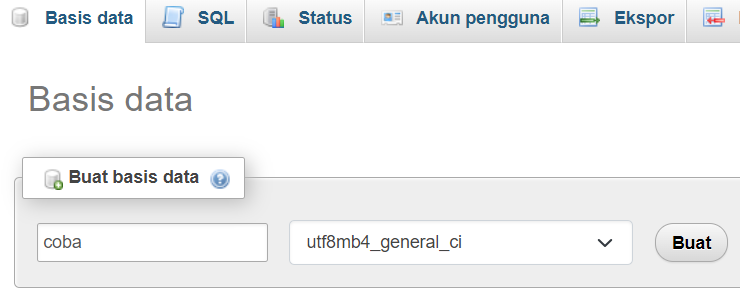 Basis data SQL Status Akun pengguna Ekspor
Basis data
Buat basis data
coba utf8mb4_general_ci Buat